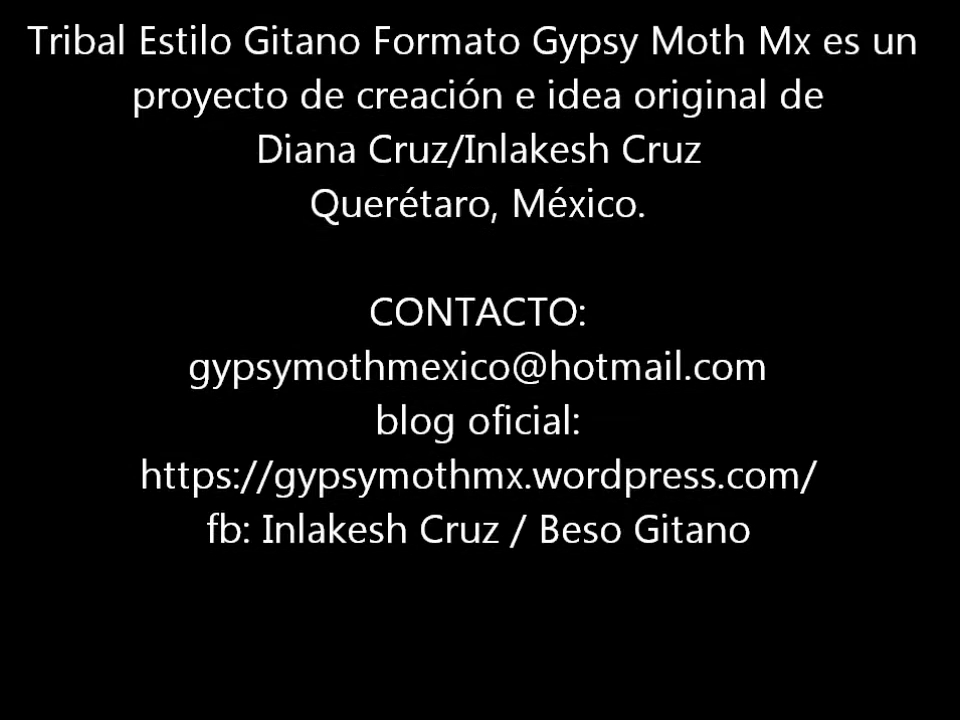 Tribal Estilo Gitano Formato Gypsy Moth Mx es un
proyecto de creación e idea original de
Diana Cruz/Inlakesh Cruz
Querétaro, México.
CONTACTO:
gypsymothmexico@hotmail.com
blog oficial:
https://gypsymothmx.wordpress.com/
fb: Inlakesh Cruz / Beso Gitano